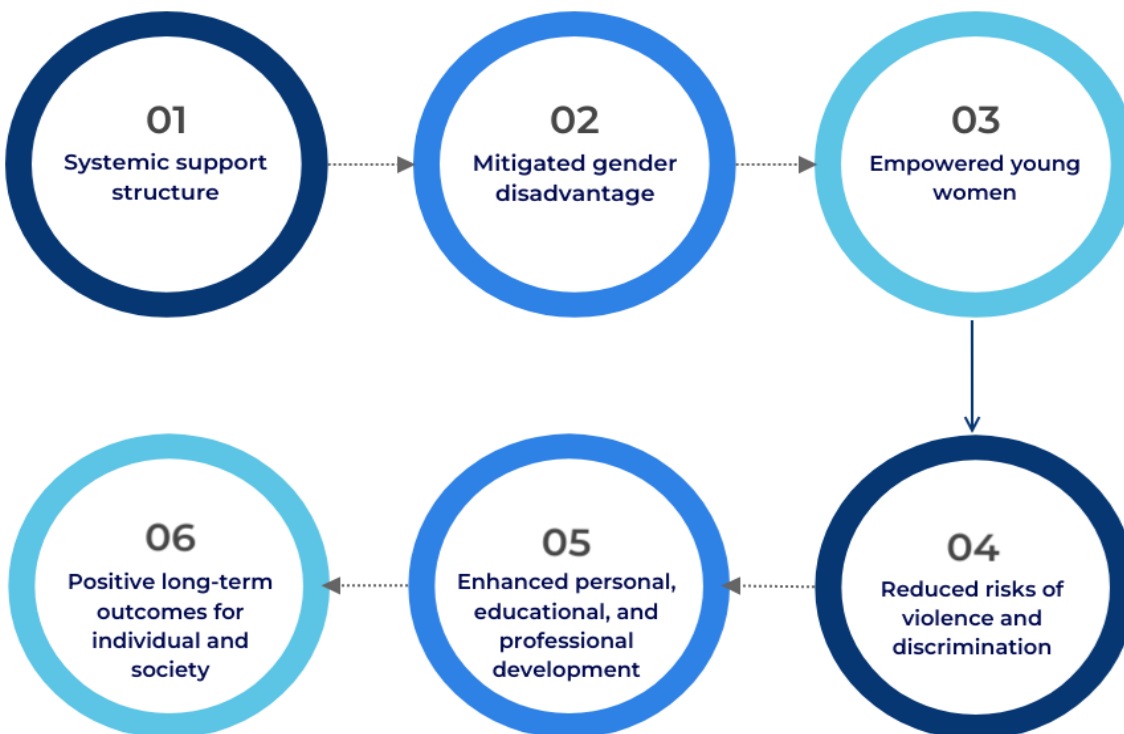 01
Systemic support
structure
02
Mitigated gender
disadvantage
03
Empowered young
women
04
Reduced risks of
violence and
discrimination
05
Enhanced personal,
educational, and
professional
development
06
Positive long-term
outcomes for
individual and
society